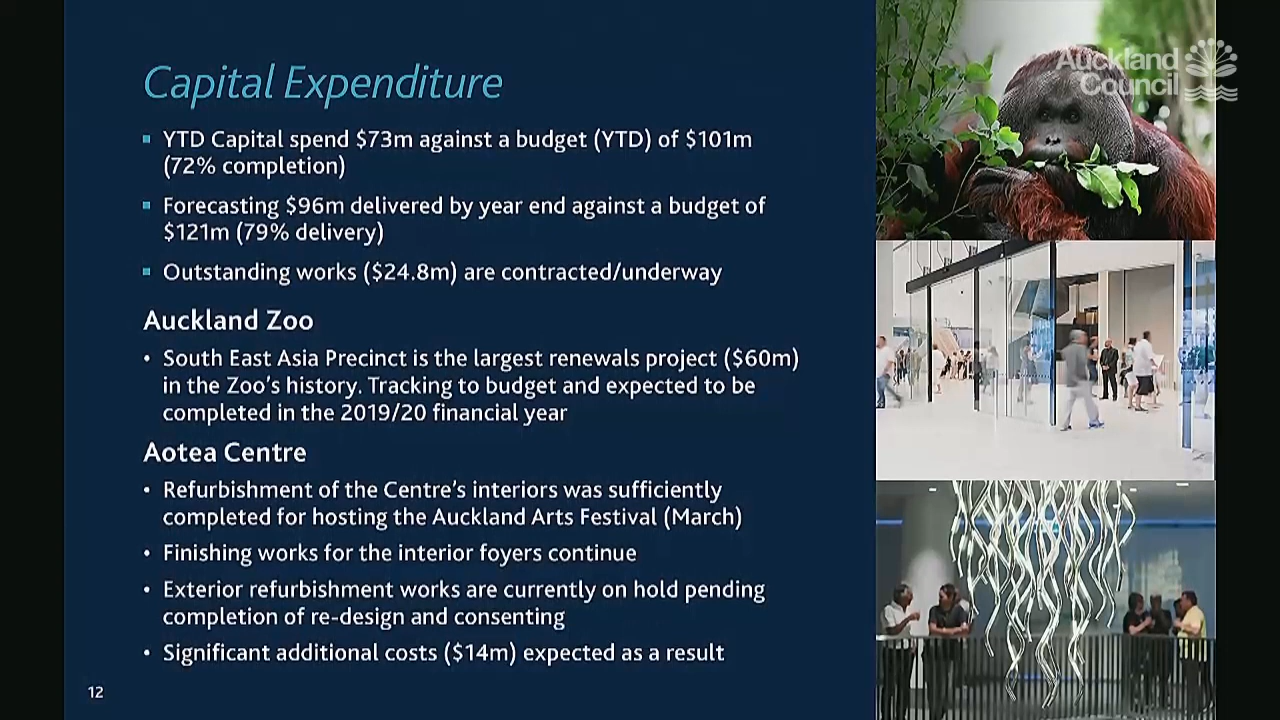 Auckland
Council
Capital Expenditure
▪ YTD Capital spend $73m against a budget (YTD) of $101m
(72% completion)
▪ Forecasting $96m delivered by year end against a budget of
$121m (79% delivery)
▪ Outstanding works ($24.8m) are contracted/underway
Auckland Zoo
• South East Asia Precinct is the largest renewals project ($60m)
in the Zoo's history. Tracking to budget and expected to be
completed in the 2019/20 financial year
Aotea Centre
• Refurbishment of the Centre's interiors was sufficiently
completed for hosting the Auckland Arts Festival (March)
• Finishing works for the interior foyers continue
• Exterior refurbishment works are currently on hold pending
completion of re-design and consenting
• Significant additional costs ($14m) expected as a result
12